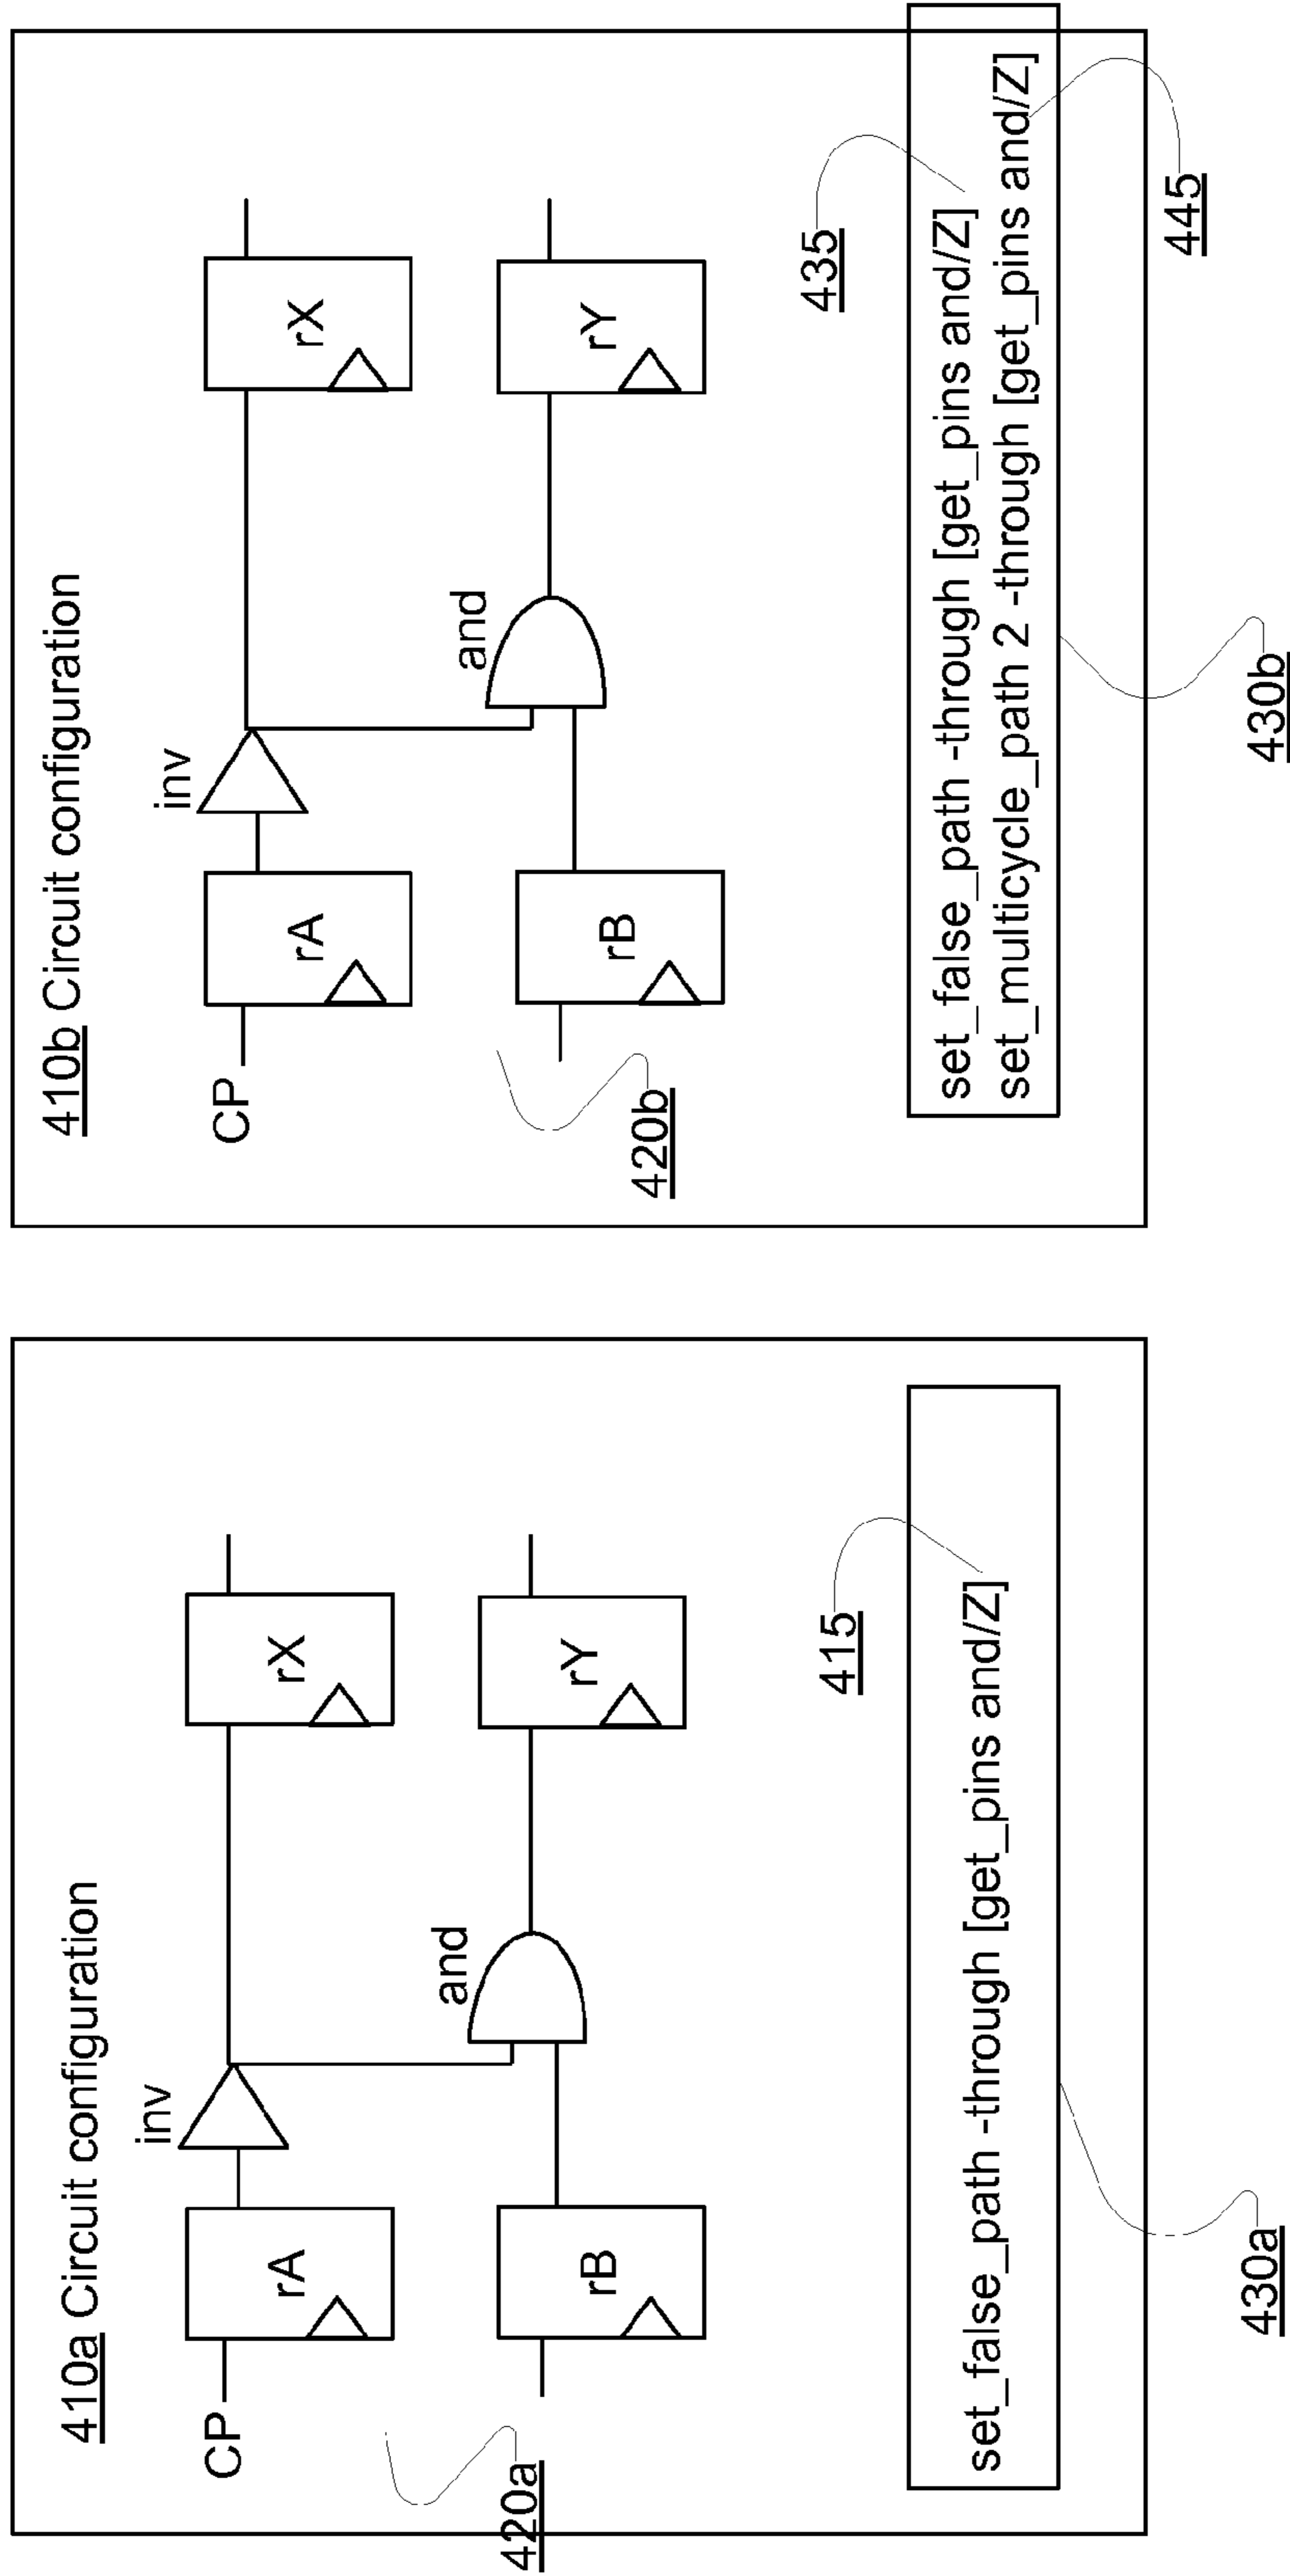 410a Circuit configuration
inv
CP
rA
rX
and
420a
rB
rY
415
set_false_path -through [get_pins and/Z]
430a
410b Circuit configuration
inv
CP
rA
rX
and
420b
rB
rY
435
set_false_path -through [get_pins and/Z]
set_multicycle_path 2 -through [get_pins and/Z]
445
430b